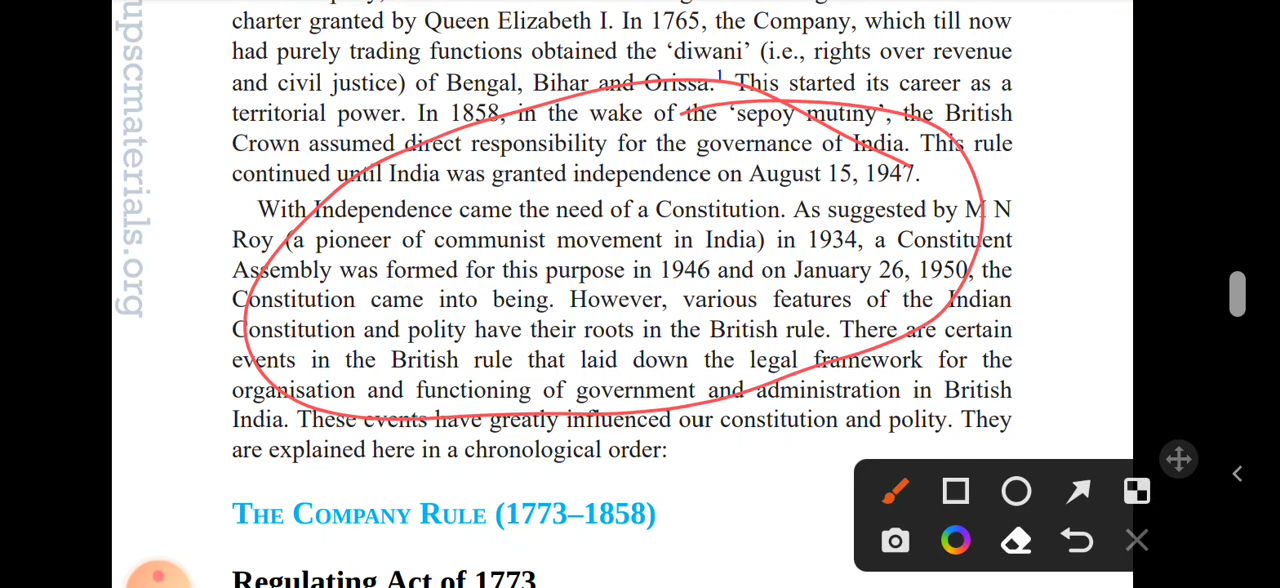 charter granted by Queen Elizabeth I. In 1765, the Company, which till now
had purely trading functions obtained the ‘diwani’ (i.e., rights over revenue
and civil justice) of Bengal, Bihar and Orissa.1 This started its career as a
territorial power. In 1858, in the wake of the ‘sepoy mutiny’, the British
Crown assumed direct responsibility for the governance of India. This rule
continued until India was granted independence on August 15, 1947.
With Independence came the need of a Constitution. As suggested by M N
Roy (a pioneer of communist movement in India) in 1934, a Constituent
Assembly was formed for this purpose in 1946 and on January 26, 1950, the
Constitution came into being. However, various features of the Indian
Constitution and polity have their roots in the British rule. There are certain
events in the British rule that laid down the legal framework for the
organisation and functioning of government and administration in British
India. These events have greatly influenced our constitution and polity. They
are explained here in a chronological order:
THE COMPANY RULE (1773–1858)
Regulating Act of 1773
upscmaterials.org